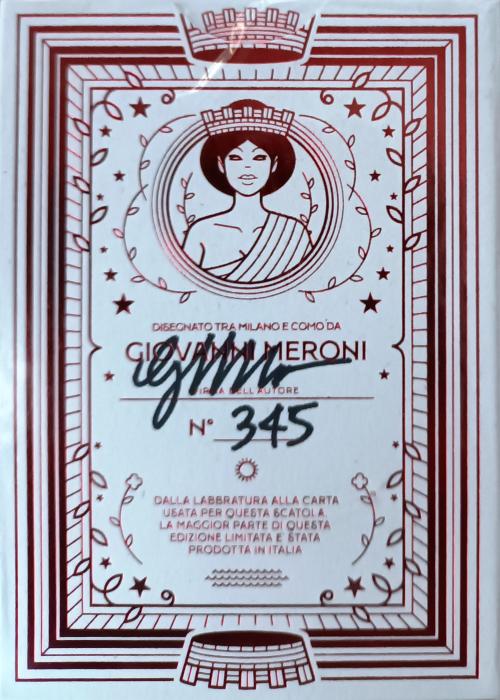 DISEGNATO TRA MILANO E COMO DA
GIOVANNI MERONI
FIRMA DELL'AUTORE
N° 345
DALLA LABBRATURA ALLA CARTA
USATA PER QUESTA SCATOLA.
LA MAGGIOR PARTE DI QUESTA
EDIZIONE LIMITATA È STATA
PRODOTTA IN ITALIA